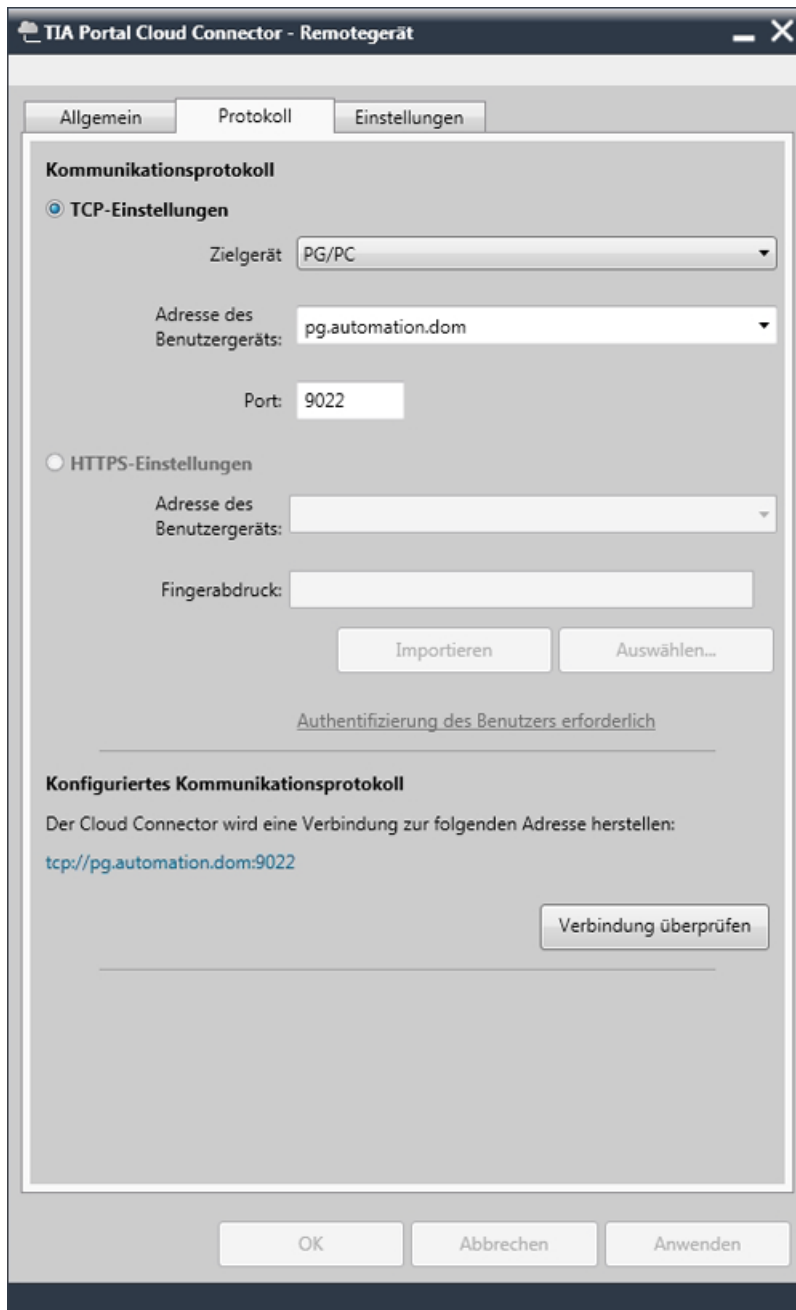 TIA Portal Cloud Connector - Remotegerät
Allgemein
Protokoll
Einstellungen
Kommunikationsprotokoll
TCP-Einstellungen
Zielgerät
PG/PC
Adresse des
Benutzergeräts:
pg.automation.dom
Port:
9022
HTTPS-Einstellungen
Adresse des
Benutzergeräts:
Fingerabdruck:
Importieren
Auswählen...
Authentifizierung des Benutzers erforderlich
Konfiguriertes Kommunikationsprotokoll
Der Cloud Connector wird eine Verbindung zur folgenden Adresse herstellen:
tcp://pg.automation.dom:9022
Verbindung überprüfen
OK
Abbrechen
Anwenden